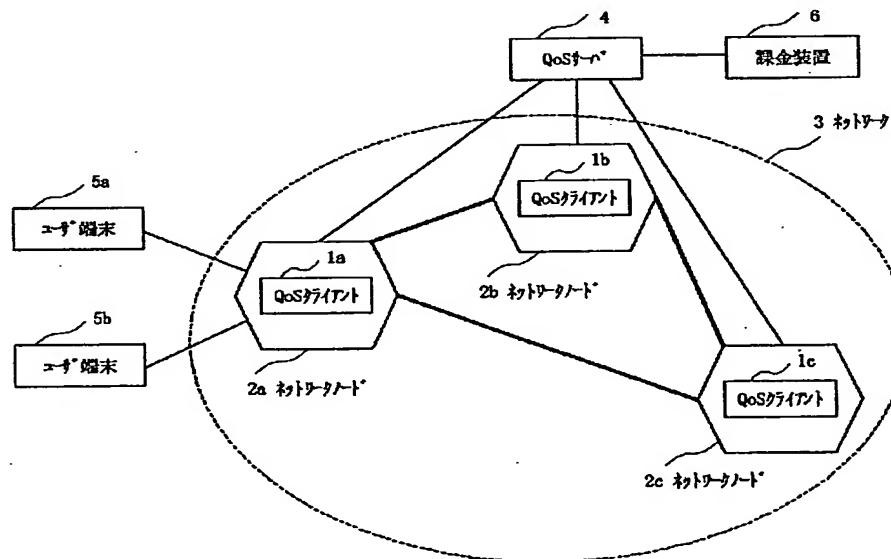 4
6
QoSｻｰﾊﾞ
課金装置
3 ﾈｯﾄﾜｰｸ
1b
5a
QoSｸﾗｲｱﾝﾄ
ﾕｰｻﾞ端末
1a
2b ﾈｯﾄﾜｰｸﾉｰﾄﾞ
QoSｸﾗｲｱﾝﾄ
5b
ﾕｰｻﾞ端末
1c
2a ﾈｯﾄﾜｰｸﾉｰﾄﾞ
QoSｸﾗｲｱﾝﾄ
2c ﾈｯﾄﾜｰｸﾉｰﾄﾞ